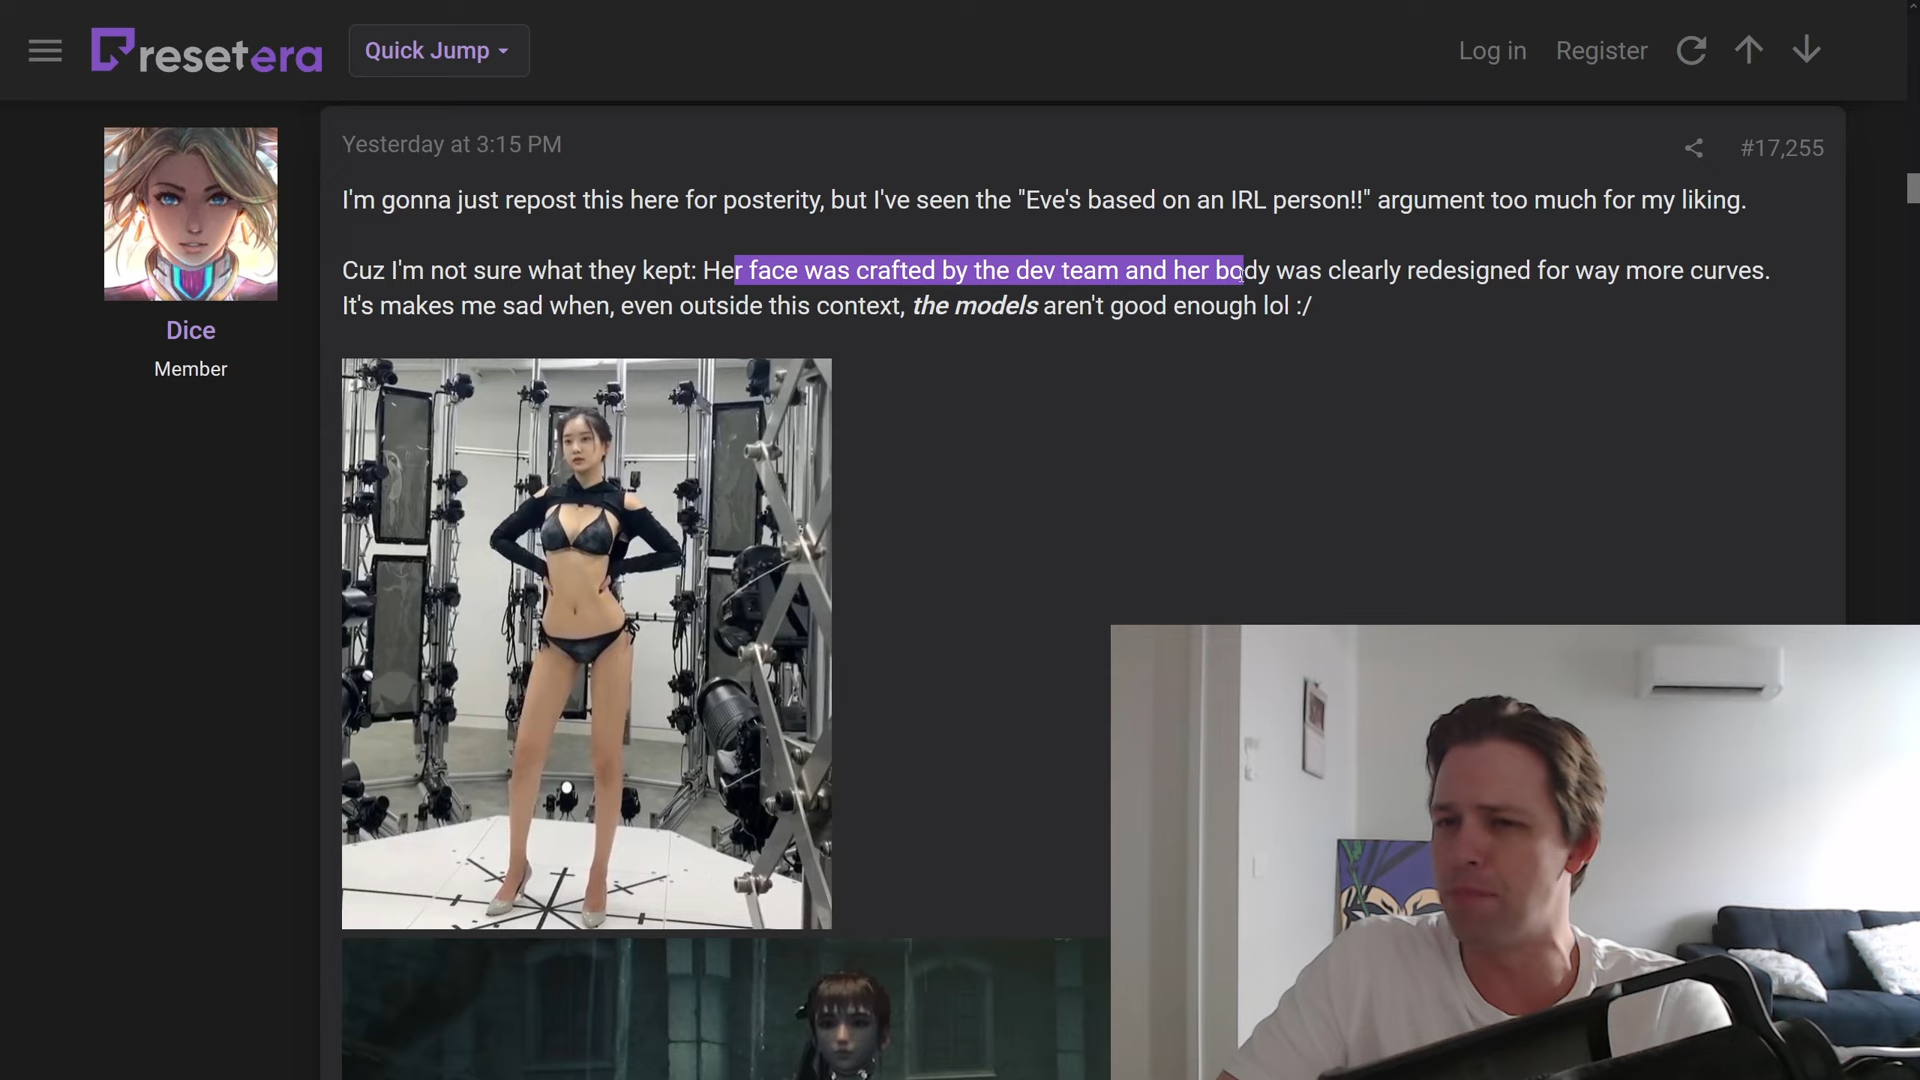 resetera
Quick Jump
Log in
Register
Yesterday at 3:15 PM
#17,255
I'm gonna just repost this here for posterity, but I've seen the "Eve's based on an IRL person!!" argument too much for my liking.
Cuz I'm not sure what they kept: Her face was crafted by the dev team and her body was clearly redesigned for way more curves.
It's makes me sad when, even outside this context, the models aren't good enough lol :/
Dice
Member